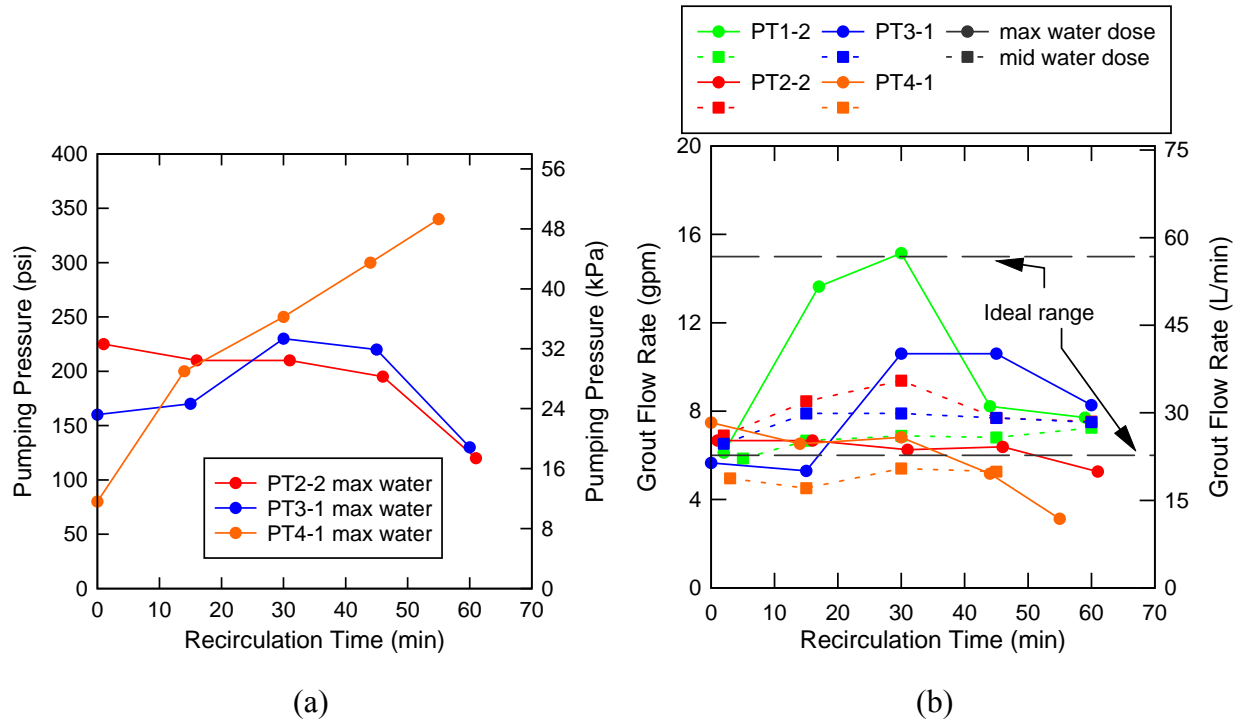 PT1-2 PT3-1 max water dose
mid water dose
PT2-2 PT4-1
400
350
300
250
200
150
100
50
0
Pumping Pressure (psi)
56
48
40
32
24
16
8
0
Pumping Pressure (kPa)
PT2-2 max water
PT3-1 max water
PT4-1 max water
0 10 20 30 40 50 60 70
Recirculation Time (min)
(a)
20
16
12
8
4
0
Grout Flow Rate (gpm)
75
60
45
30
15
0
Grout Flow Rate (L/min)
Ideal range
0 10 20 30 40 50 60 70
Recirculation Time (min)
(b)